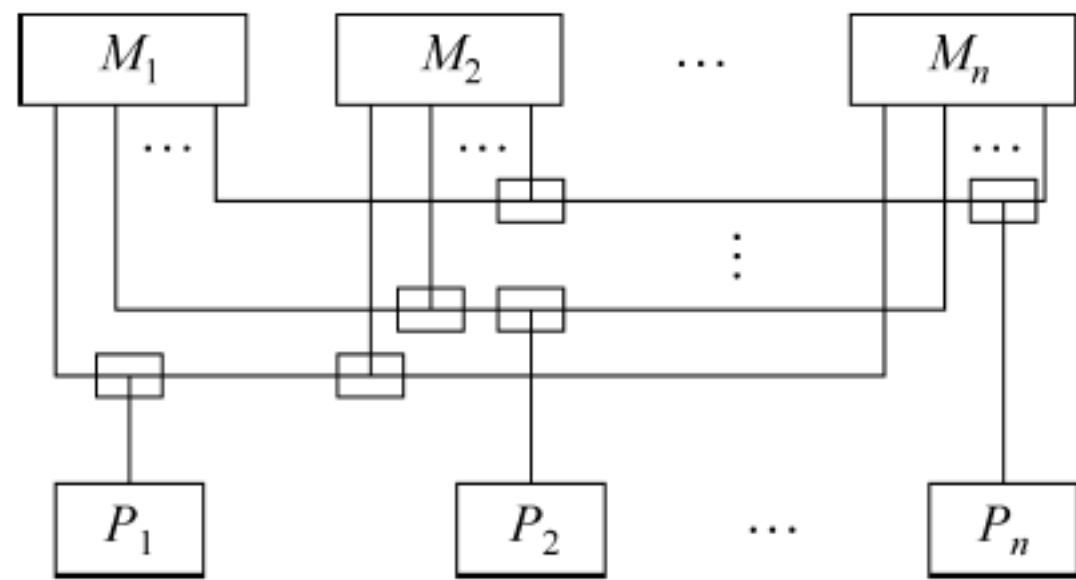 M₁ M₂ ⋯ Mₙ
⋯ ⋯ ⋯
⋮
P₁ P₂ ⋯ Pₙ